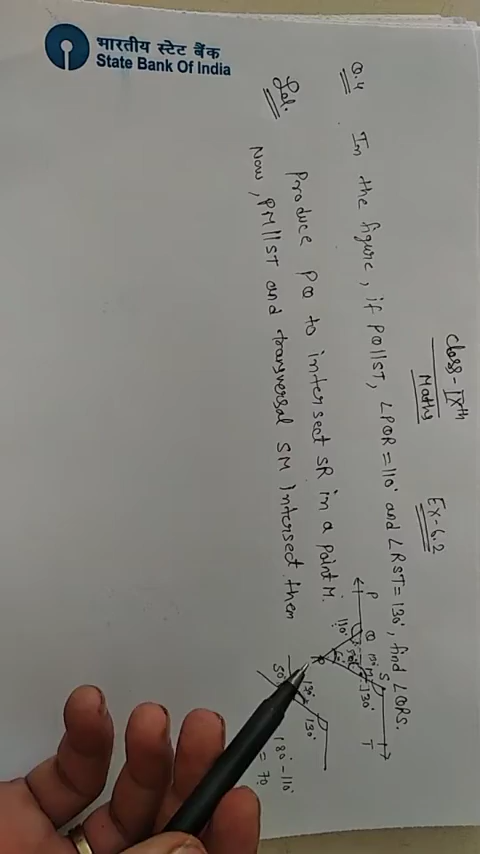 भारतीय स्टेट बैंक
State Bank Of India
Class-IXth
Maths
Ex-6.2
Q.4 In the figure, if PQ||ST, ∠PQR=110° and ∠RST=130°, find ∠QRS.
Sol. Produce PQ to intersect SR in a point M.
Now, PM||ST and transversal SM Intersect them
P
Q
S
T
110°
130°
M
R
130°
130°
50°
180°-110°
= 70